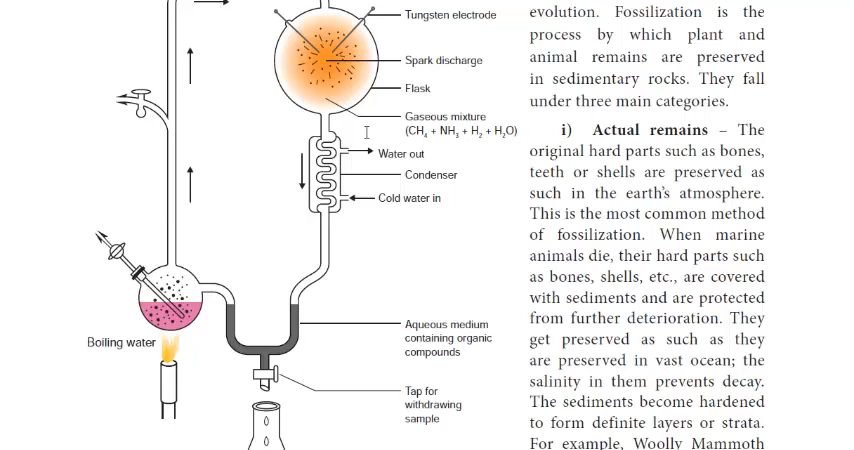 Tungsten electrode
Spark discharge
Flask
Gaseous mixture
(CH₄ + NH₃ + H₂ + H₂O)
Water out
Condenser
Cold water in
Boiling water
Aqueous medium
containing organic
compounds
Tap for
withdrawing
sample
evolution. Fossilization is the
process by which plant and
animal remains are preserved
in sedimentary rocks. They fall
under three main categories.
i) Actual remains – The
original hard parts such as bones,
teeth or shells are preserved as
such in the earth's atmosphere.
This is the most common method
of fossilization. When marine
animals die, their hard parts such
as bones, shells, etc., are covered
with sediments and are protected
from further deterioration. They
get preserved as such as they
are preserved in vast ocean; the
salinity in them prevents decay.
The sediments become hardened
to form definite layers or strata.
For example, Woolly Mammoth